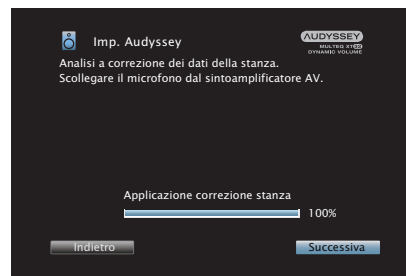 Imp. Audyssey
AUDYSSEY
MULTEQ XT32
DYNAMIC VOLUME
Analisi a correzione dei dati della stanza.
Scollegare il microfono dal sintoamplificatore AV.
Applicazione correzione stanza
100%
Indietro
Successiva